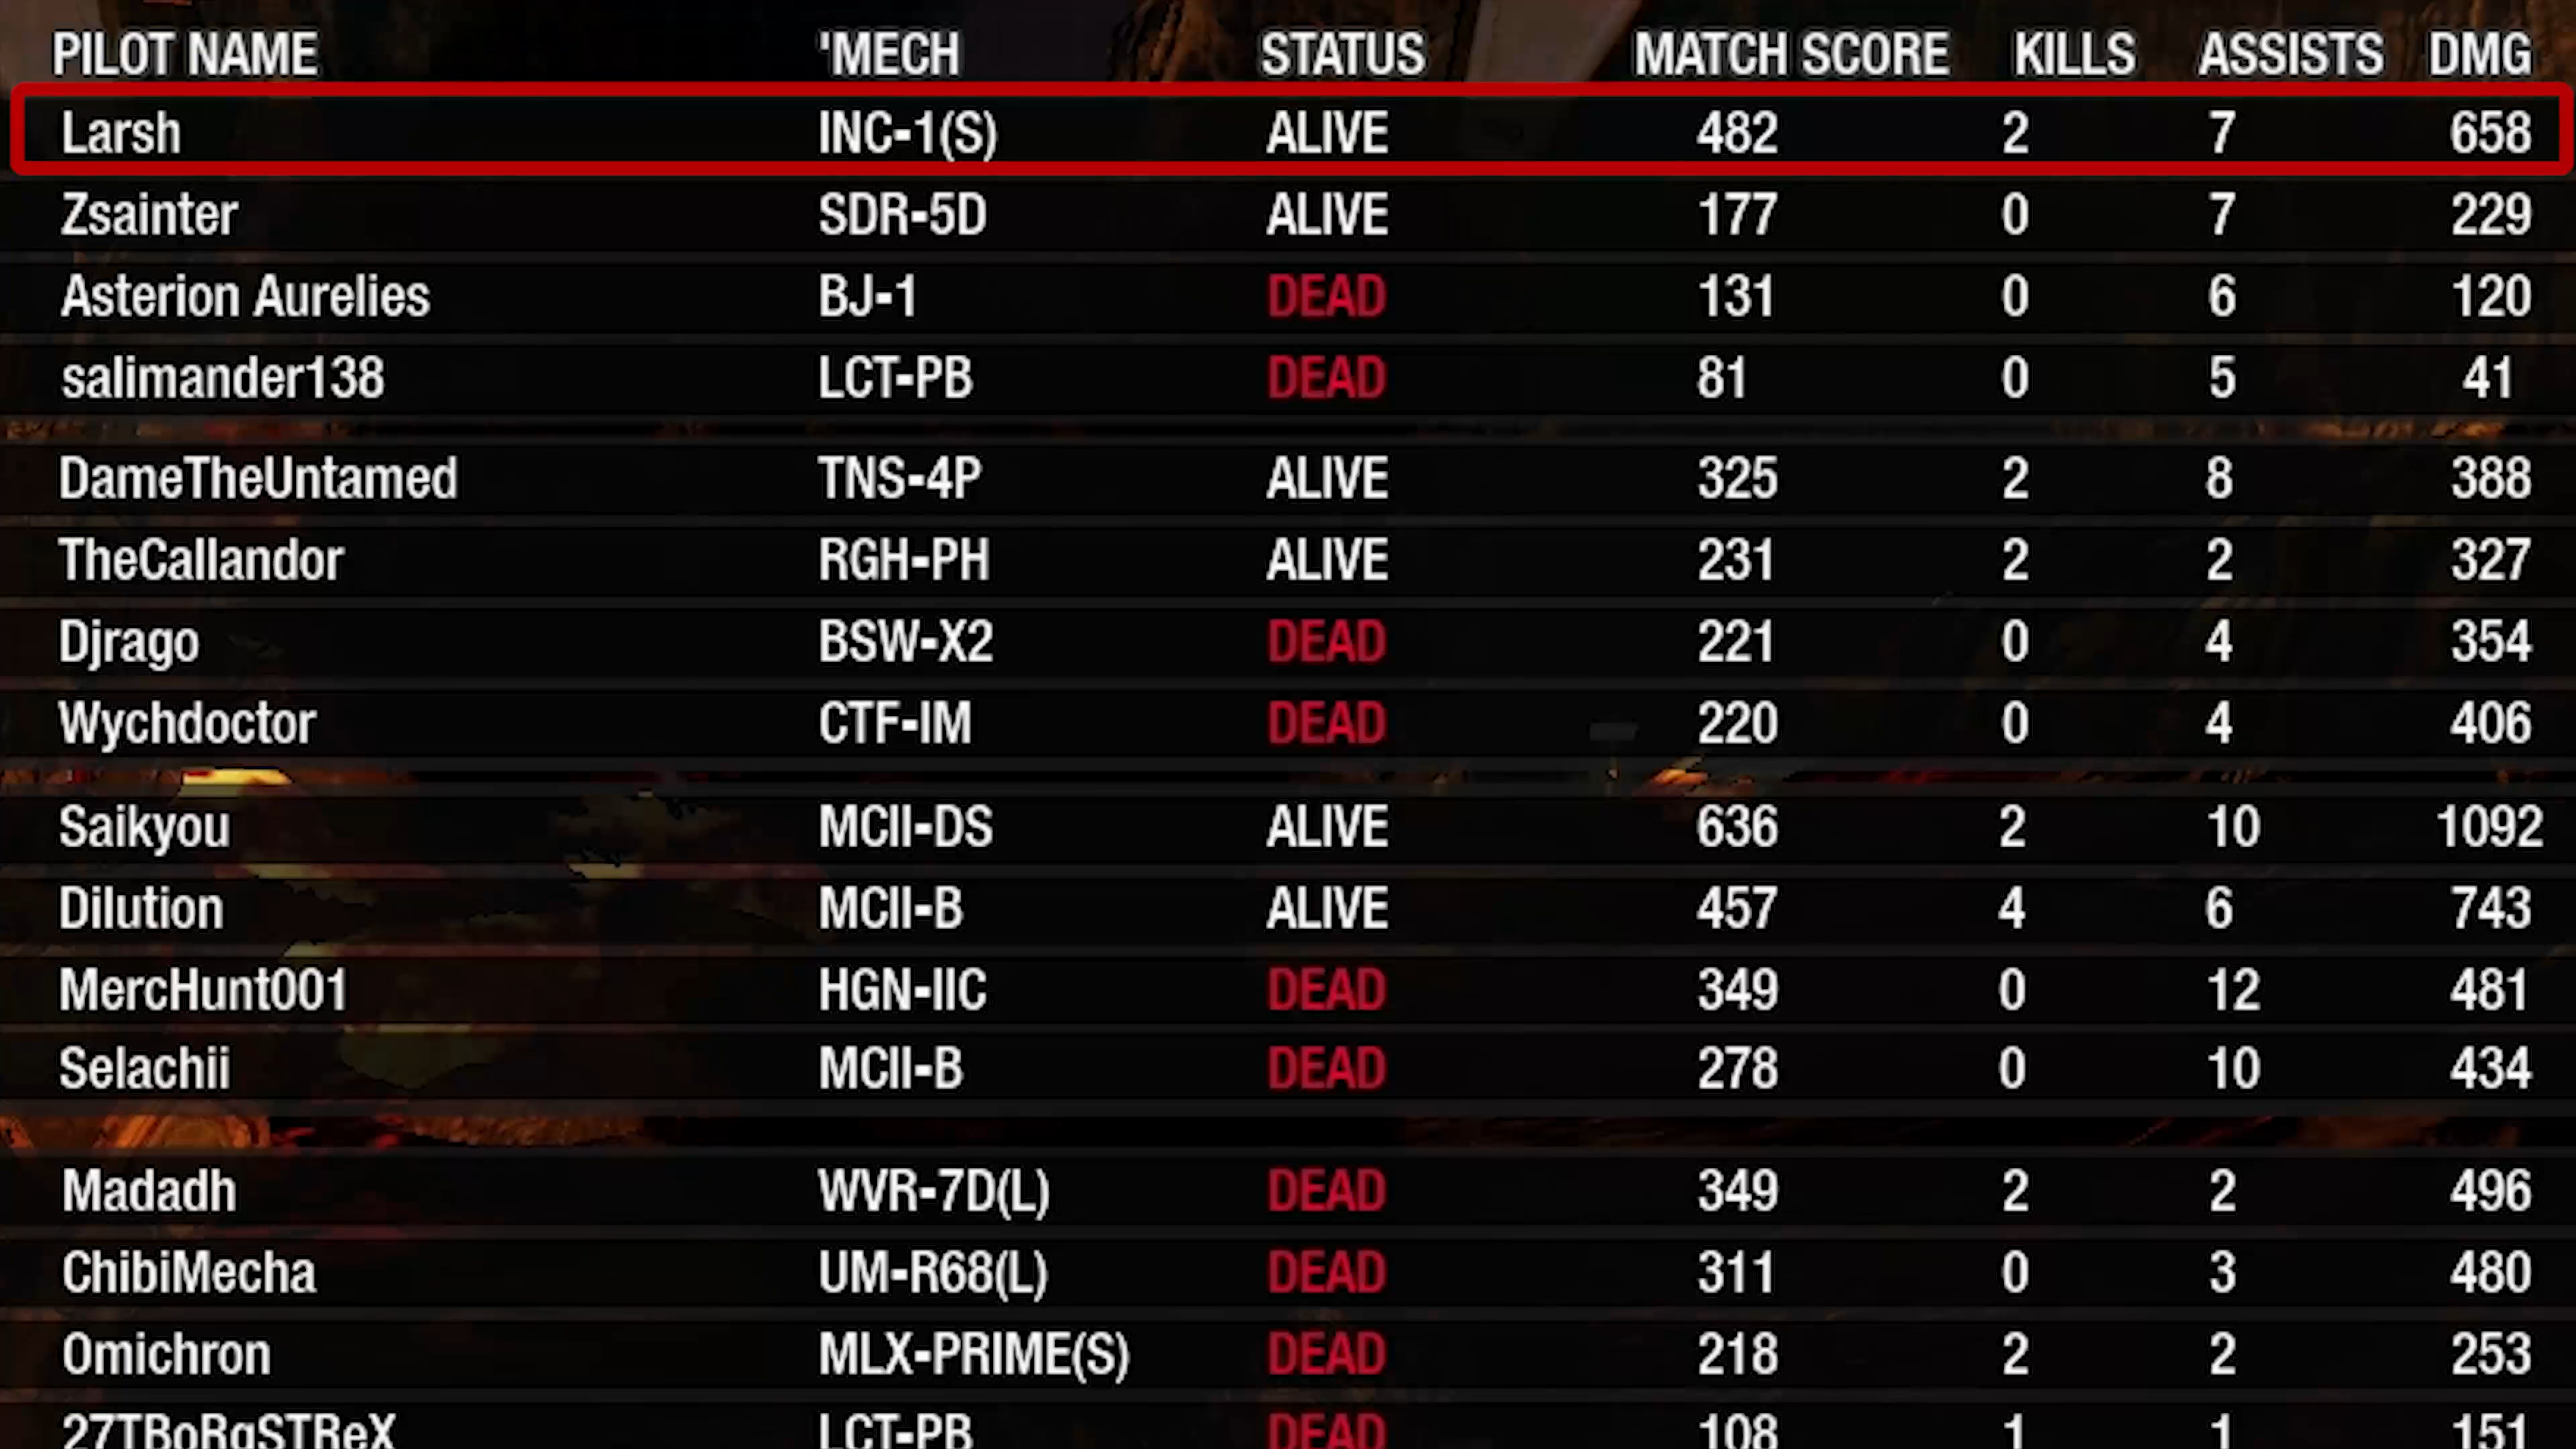 PILOT NAME 'MECH STATUS MATCH SCORE KILLS ASSISTS DMG
Larsh INC-1(S) ALIVE 482 2 7 658
Zsainter SDR-5D ALIVE 177 0 7 229
Asterion Aurelies BJ-1 DEAD 131 0 6 120
salimander138 LCT-PB DEAD 81 0 5 41
DameTheUntamed TNS-4P ALIVE 325 2 8 388
TheCallandor RGH-PH ALIVE 231 2 2 327
Djrago BSW-X2 DEAD 221 0 4 354
Wychdoctor CTF-IM DEAD 220 0 4 406
Saikyou MCII-DS ALIVE 636 2 10 1092
Dilution MCII-B ALIVE 457 4 6 743
MercHunt001 HGN-IIC DEAD 349 0 12 481
Selachii MCII-B DEAD 278 0 10 434
Madadh WVR-7D(L) DEAD 349 2 2 496
ChibiMecha UM-R68(L) DEAD 311 0 3 480
Omichron MLX-PRIME(S) DEAD 218 2 2 253
27TBoRgSTReX LCT-PB DEAD 108 1 1 151